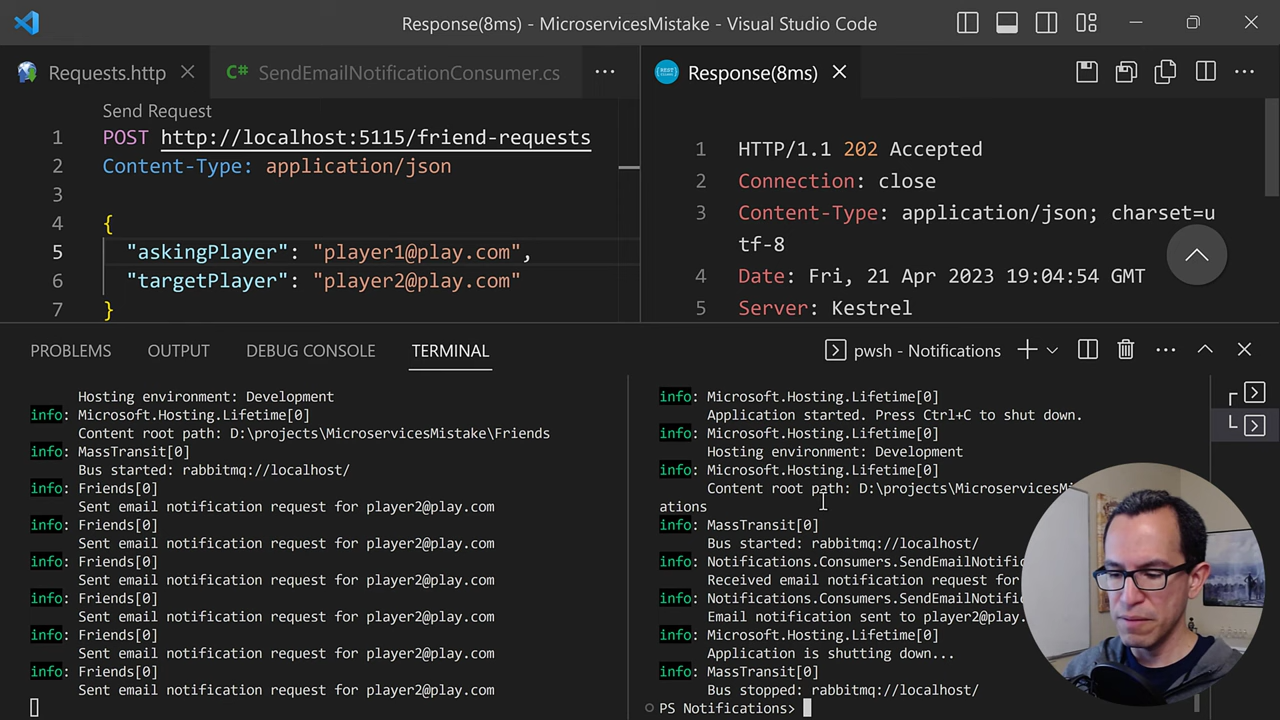 Response(8ms) - MicroservicesMistake - Visual Studio Code
Requests.http
C# SendEmailNotificationConsumer.cs
Response(8ms)
Send Request
1 POST http://localhost:5115/friend-requests
2 Content-Type: application/json
3
4 {
5 "askingPlayer": "player1@play.com",
6 "targetPlayer": "player2@play.com"
7 }
1 HTTP/1.1 202 Accepted
2 Connection: close
3 Content-Type: application/json; charset=u
tf-8
4 Date: Fri, 21 Apr 2023 19:04:54 GMT
5 Server: Kestrel
PROBLEMS OUTPUT DEBUG CONSOLE TERMINAL
pwsh - Notifications
Hosting environment: Development
info: Microsoft.Hosting.Lifetime[0]
Content root path: D:\projects\MicroservicesMistake\Friends
info: MassTransit[0]
Bus started: rabbitmq://localhost/
info: Friends[0]
Sent email notification request for player2@play.com
info: Friends[0]
Sent email notification request for player2@play.com
info: Friends[0]
Sent email notification request for player2@play.com
info: Friends[0]
Sent email notification request for player2@play.com
info: Friends[0]
Sent email notification request for player2@play.com
info: Friends[0]
Sent email notification request for player2@play.com
info: Microsoft.Hosting.Lifetime[0]
Application started. Press Ctrl+C to shut down.
info: Microsoft.Hosting.Lifetime[0]
Hosting environment: Development
info: Microsoft.Hosting.Lifetime[0]
Content root path: D:\projects\MicroservicesMi
ations
info: MassTransit[0]
Bus started: rabbitmq://localhost/
info: Notifications.Consumers.SendEmailNotific
Received email notification request for
info: Notifications.Consumers.SendEmailNotific
Email notification sent to player2@play.
info: Microsoft.Hosting.Lifetime[0]
Application is shutting down...
info: MassTransit[0]
Bus stopped: rabbitmq://localhost/
PS Notifications>